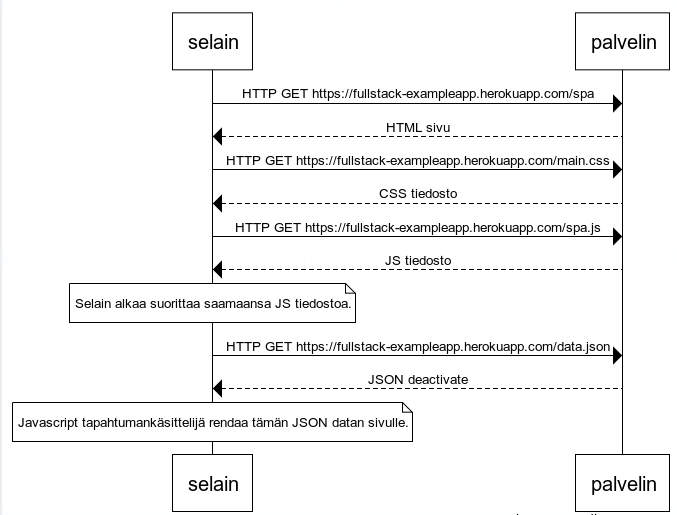 selain
palvelin
HTTP GET https://fullstack-exampleapp.herokuapp.com/spa
HTML sivu
HTTP GET https://fullstack-exampleapp.herokuapp.com/main.css
CSS tiedosto
HTTP GET https://fullstack-exampleapp.herokuapp.com/spa.js
JS tiedosto
Selain alkaa suorittaa saamaansa JS tiedostoa.
HTTP GET https://fullstack-exampleapp.herokuapp.com/data.json
JSON deactivate
Javascript tapahtumankäsittelijä rendaa tämän JSON datan sivulle.
selain
palvelin